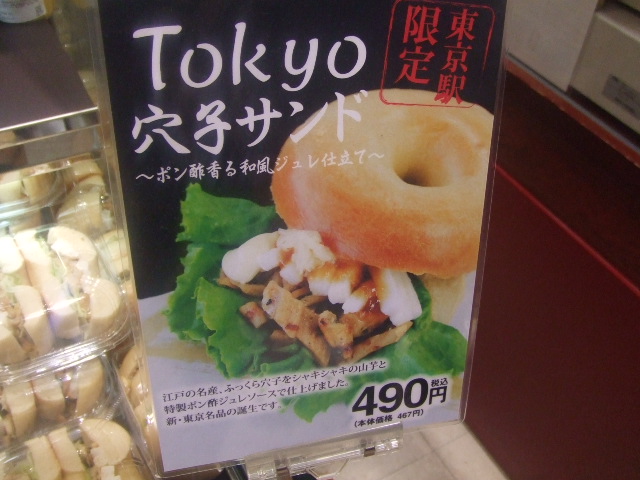 Tokyo
東京駅
限定
穴子サンド
～ポン酢香る和風ジュレ仕立て～
江戸の名産、ふっくら穴子をシャキシャキの山芋と
特製ポン酢ジュレソースで仕上げました。
新・東京名品の誕生です。
490円 税込
(本体価格 467円)